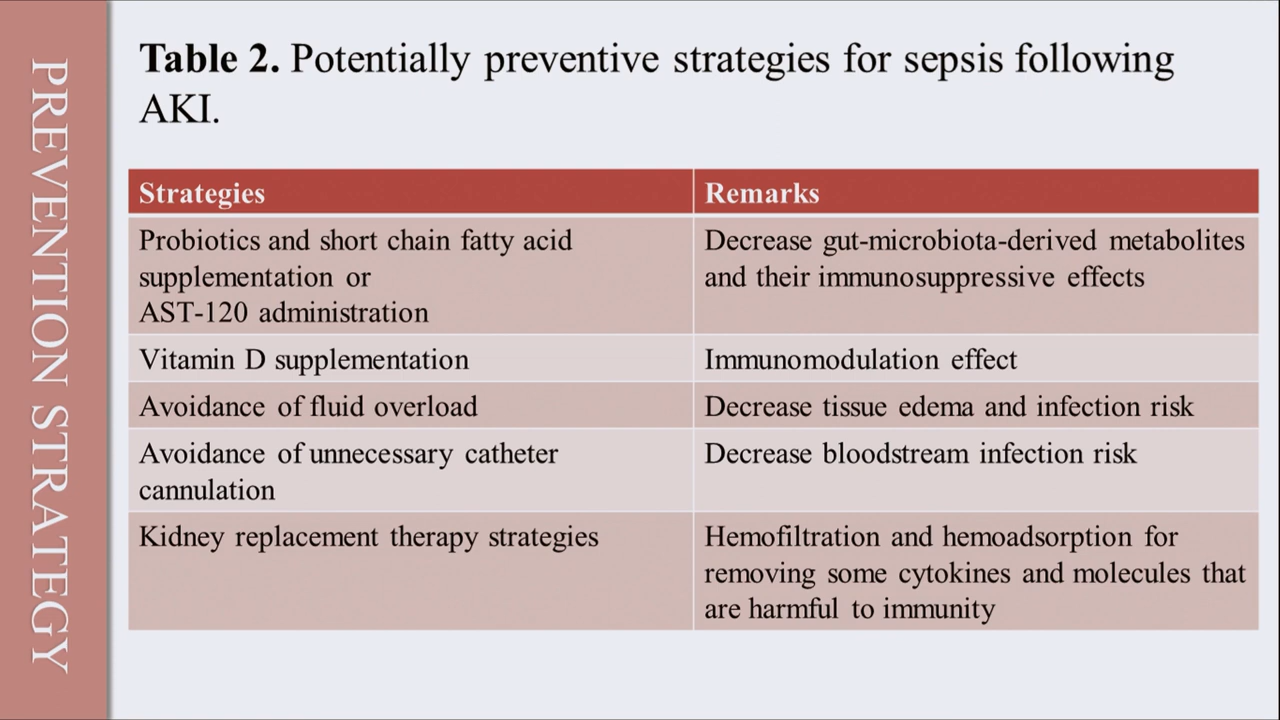 PREVENTION STRATEGY
Table 2. Potentially preventive strategies for sepsis following
AKI.
Strategies
Remarks
Probiotics and short chain fatty acid
supplementation or
AST-120 administration
Decrease gut-microbiota-derived metabolites
and their immunosuppressive effects
Vitamin D supplementation
Immunomodulation effect
Avoidance of fluid overload
Decrease tissue edema and infection risk
Avoidance of unnecessary catheter
cannulation
Decrease bloodstream infection risk
Kidney replacement therapy strategies
Hemofiltration and hemoadsorption for
removing some cytokines and molecules that
are harmful to immunity